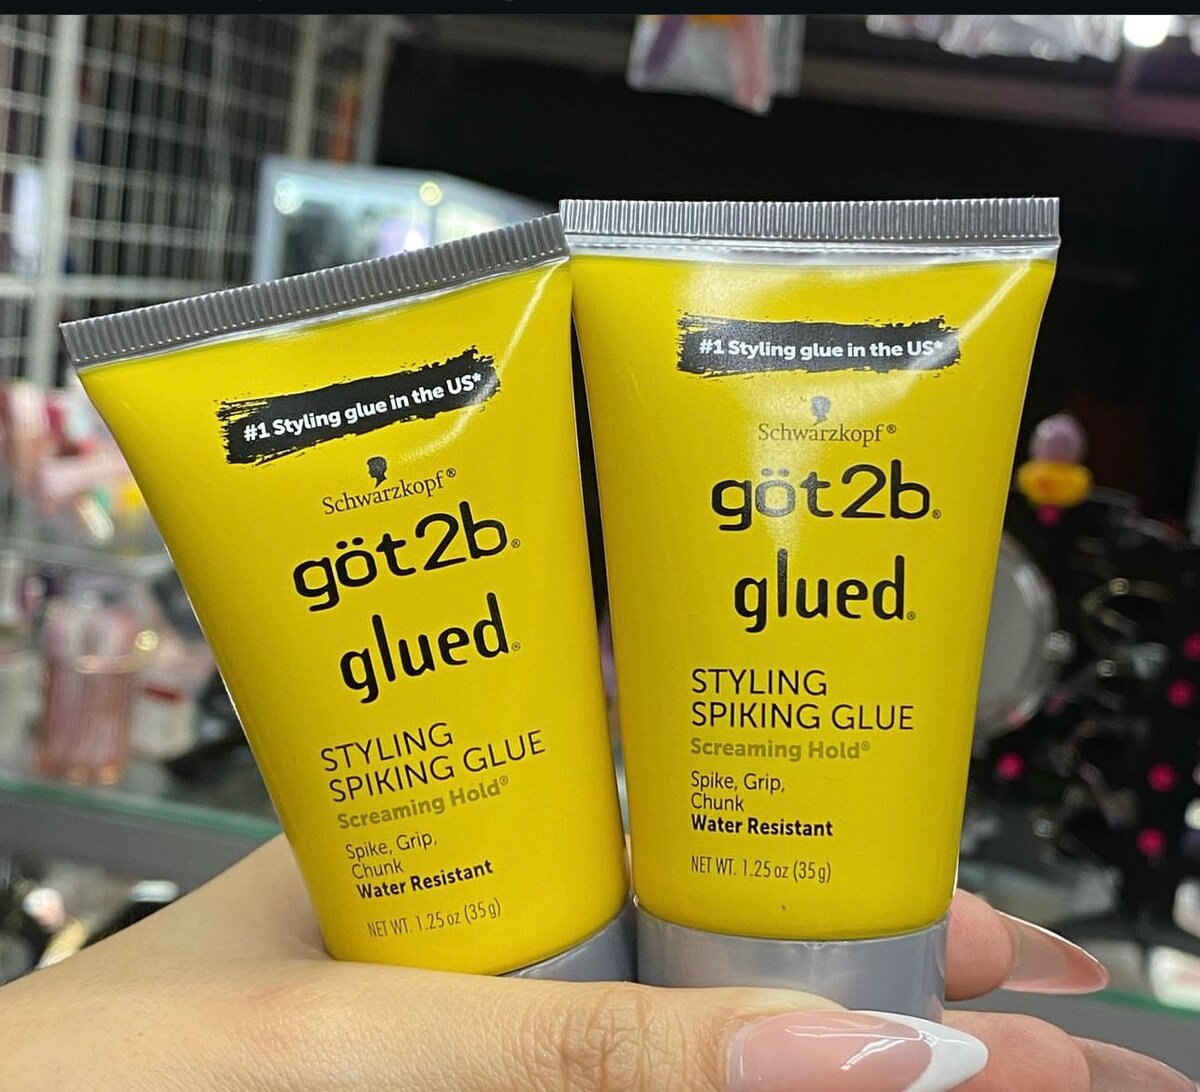 #1 Styling glue in the US*
Schwarzkopf®
göt2b®
glued®
STYLING
SPIKING GLUE
Screaming Hold®
Spike, Grip,
Chunk
Water Resistant
NET WT. 1.25 oz (35g)
#1 Styling glue in the US*
Schwarzkopf®
göt2b®
glued®
STYLING
SPIKING GLUE
Screaming Hold®
Spike, Grip,
Chunk
Water Resistant
NET WT. 1.25 oz (35g)